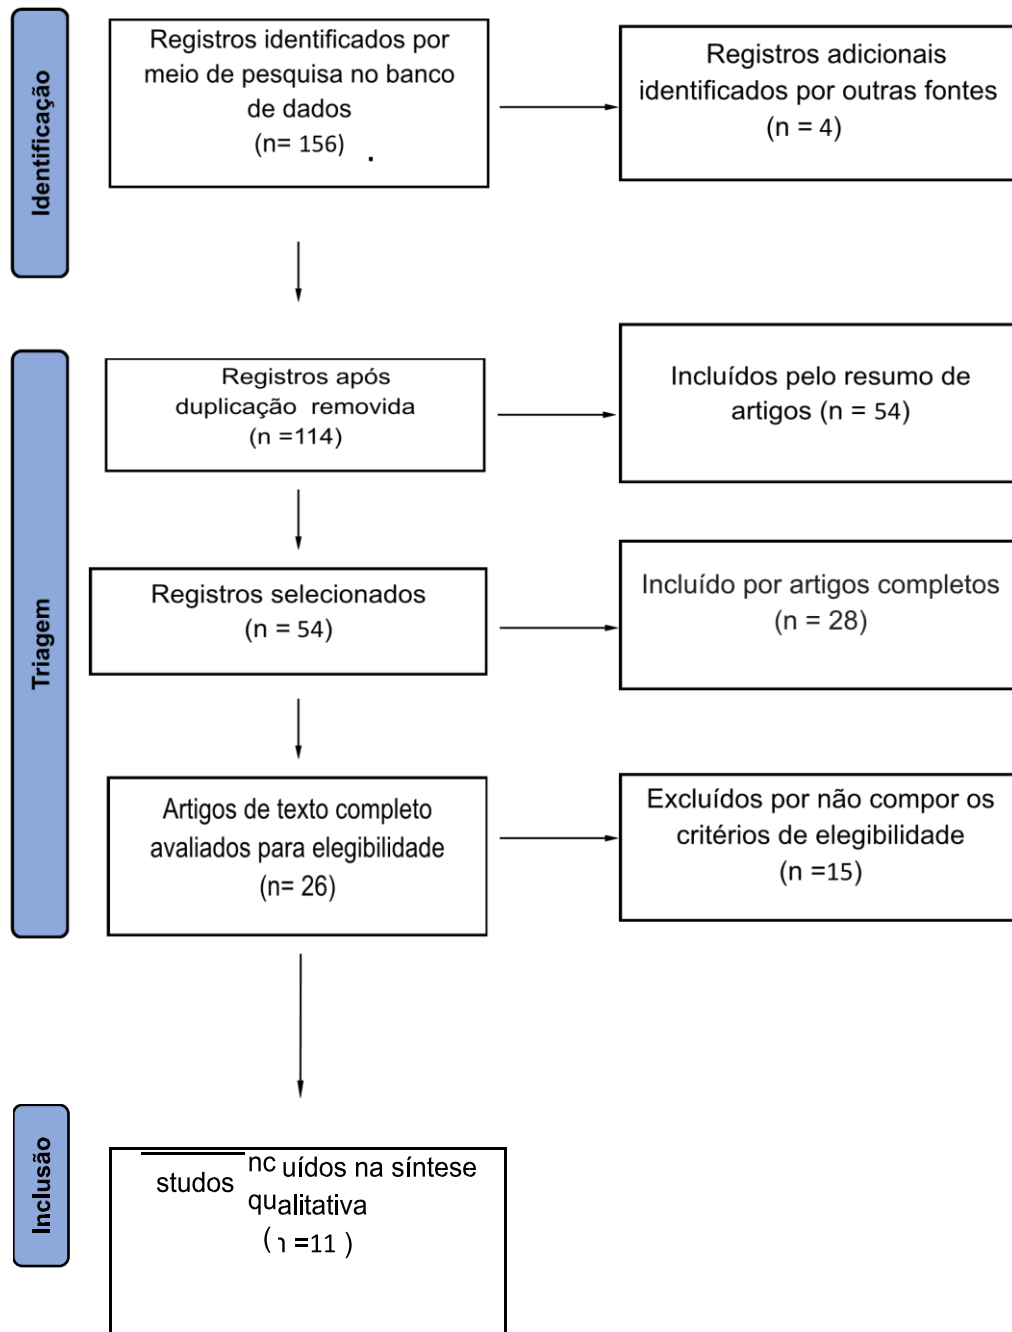 Identificação
Registros identificados por
meio de pesquisa no banco
de dados
(n= 156) .
Registros adicionais
identificados por outras fontes
(n = 4)
Triagem
Registros após
duplicação removida
(n =114)
Incluídos pelo resumo de
artigos (n = 54)
Registros selecionados
(n = 54)
Incluído por artigos completos
(n = 28)
Artigos de texto completo
avaliados para elegibilidade
(n= 26)
Excluídos por não compor os
critérios de elegibilidade
(n =15)
Inclusão
studos nc uídos na síntese
qualitativa
( ı =11 )